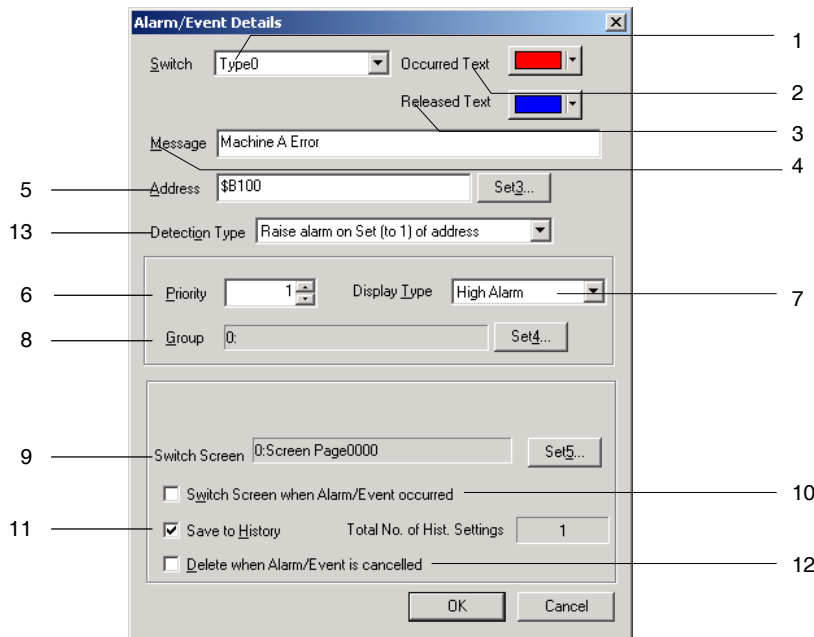 Alarm/Event Details
1
Switch Type0 Occurred Text
2
Released Text
3
Message Machine A Error
4
5 Address $B100 Set3...
13 Detection Type Raise alarm on Set (to 1) of address
6 Priority 1 Display Type High Alarm 7
8 Group 0: Set4...
9 Switch Screen 0:Screen Page0000 Set5...
Switch Screen when Alarm/Event occurred 10
11 Save to History Total No. of Hist. Settings 1
Delete when Alarm/Event is cancelled 12
OK Cancel